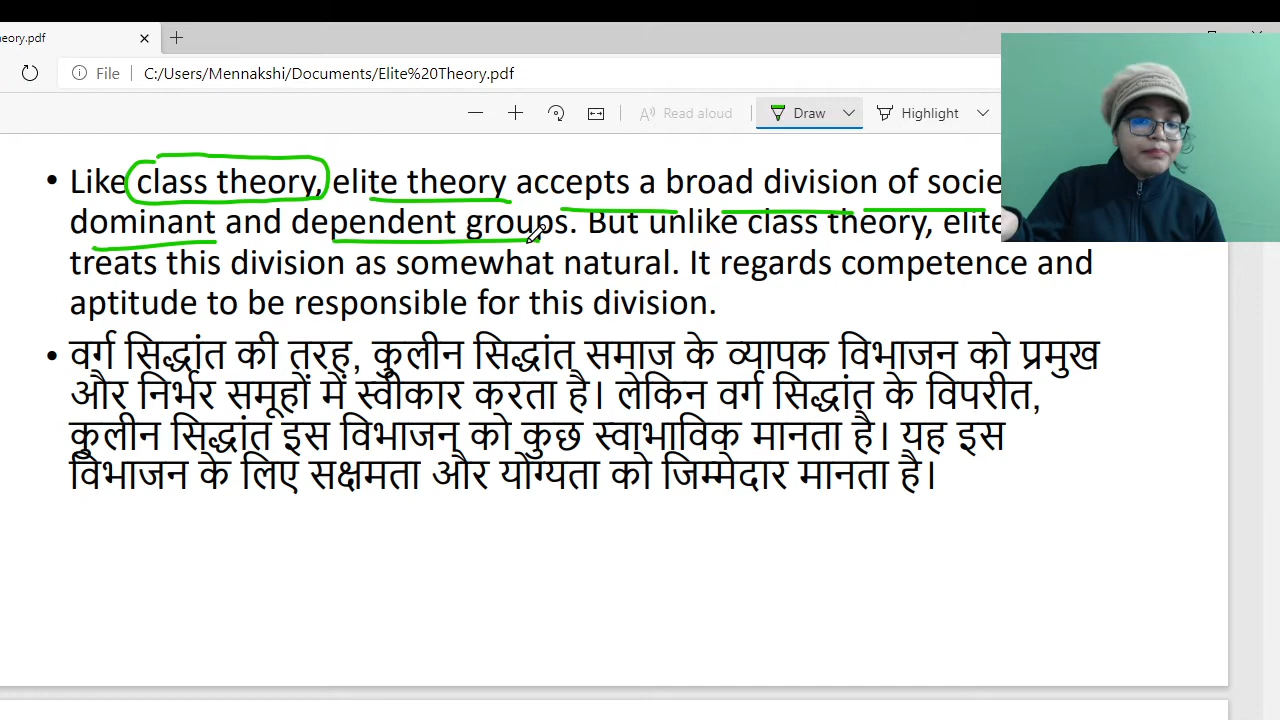 eory.pdf
File
C:/Users/Mennakshi/Documents/Elite%20Theory.pdf
Read aloud
Draw
Highlight
• Like class theory, elite theory accepts a broad division of socie
dominant and dependent groups. But unlike class theory, elite
treats this division as somewhat natural. It regards competence and
aptitude to be responsible for this division.
• वर्ग सिद्धांत की तरह, कुलीन सिद्धांत समाज के व्यापक विभाजन को प्रमुख
और निर्भर समूहों में स्वीकार करता है। लेकिन वर्ग सिद्धांत के विपरीत,
कुलीन सिद्धांत इस विभाजन को कुछ स्वाभाविक मानता है। यह इस
विभाजन के लिए सक्षमता और योग्यता को जिम्मेदार मानता है।